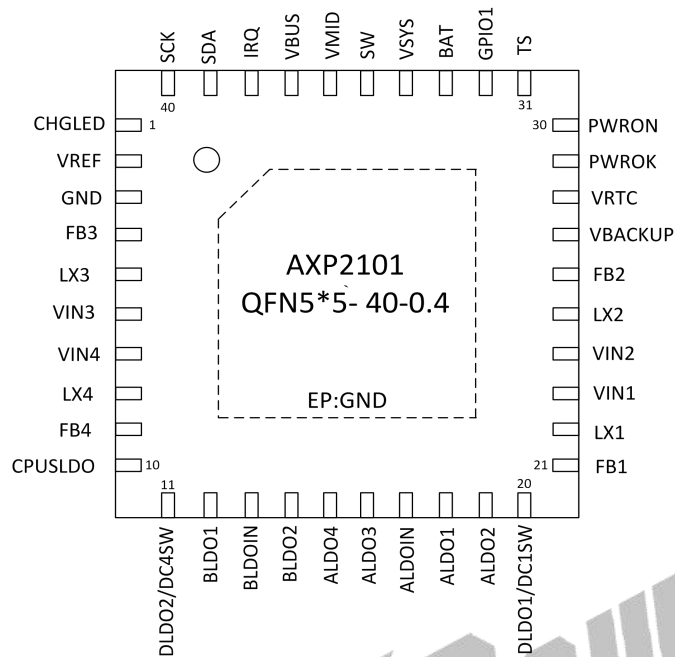 SCK
SDA
IRQ
VBUS
VMID
SW
VSYS
BAT
GPIO1
TS
40
31
CHGLED
1
30
PWRON
VREF
PWROK
GND
VRTC
FB3
VBACKUP
LX3
FB2
VIN3
LX2
VIN4
VIN2
LX4
VIN1
FB4
LX1
CPUSLDO
10
21
FB1
AXP2101
QFN5*5- 40-0.4
EP:GND
11
20
DLDO2/DC4SW
BLDO1
BLDOIN
BLDO2
ALDO4
ALDO3
ALDOIN
ALDO1
ALDO2
DLDO1/DC1SW